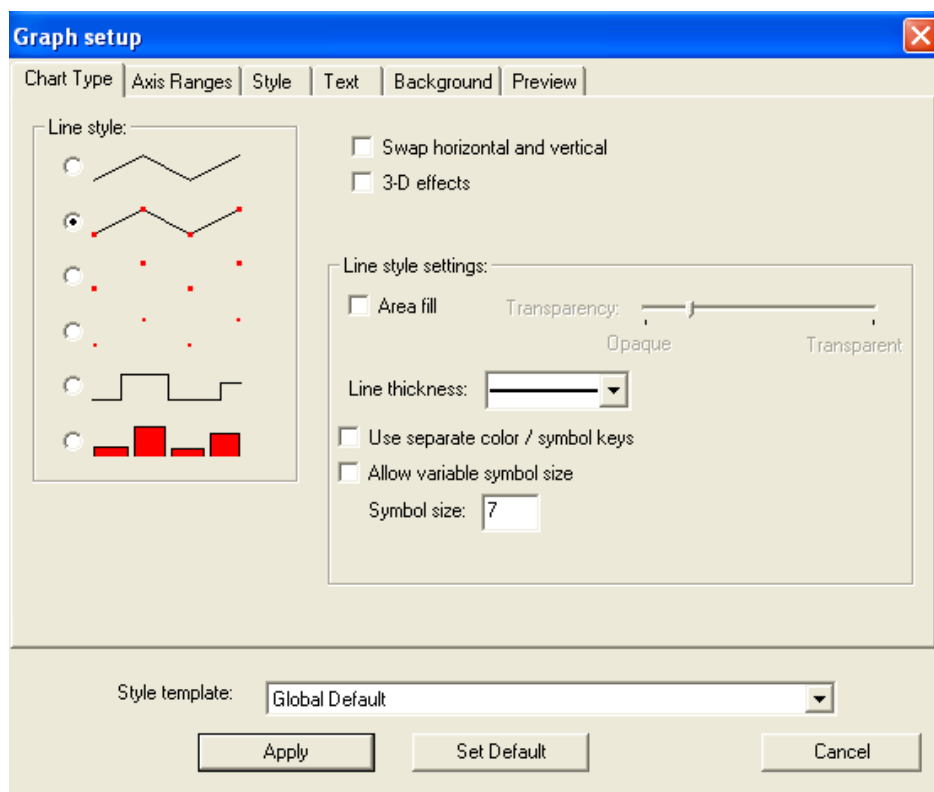 Graph setup
Chart Type Axis Ranges Style Text Background Preview
Line style:
Swap horizontal and vertical
3-D effects
Line style settings:
Area fill Transparency:
Opaque Transparent
Line thickness:
Use separate color / symbol keys
Allow variable symbol size
Symbol size: 7
Style template: Global Default
Apply Set Default Cancel